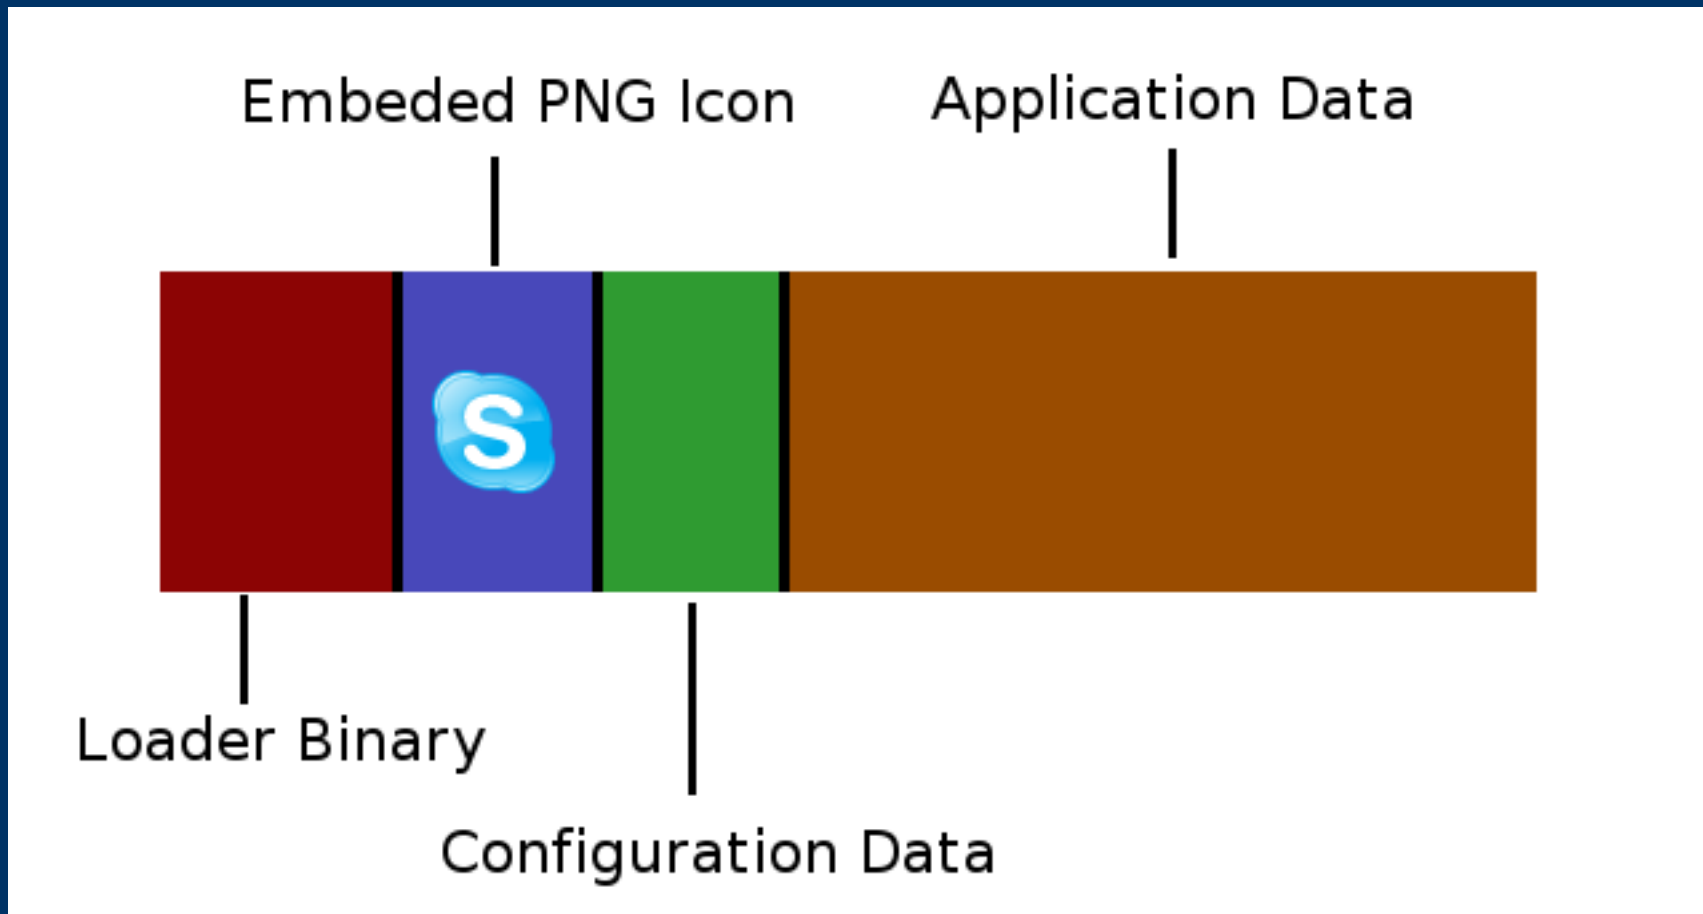 Embeded PNG Icon
Application Data
S
Loader Binary
Configuration Data